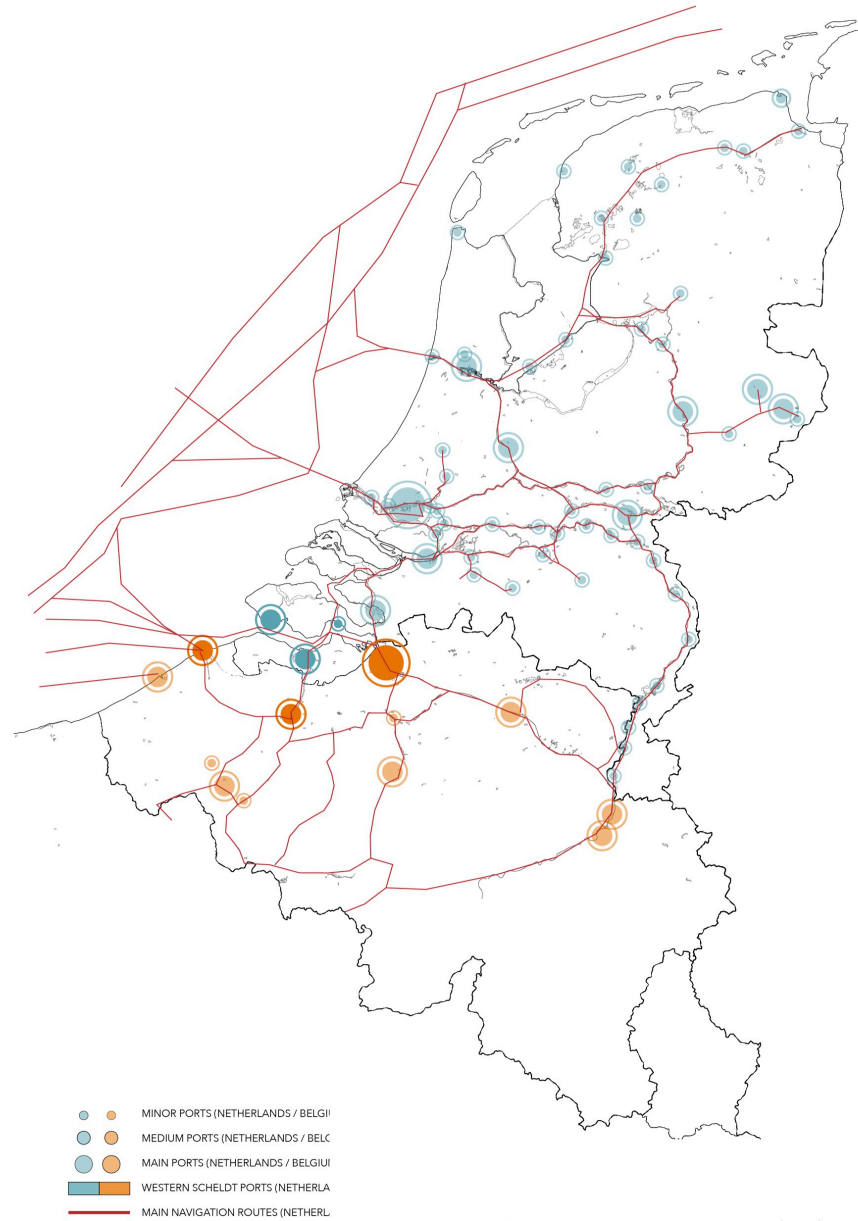 MINOR PORTS (NETHERLANDS / BELGI
MEDIUM PORTS (NETHERLANDS / BELG
MAIN PORTS (NETHERLANDS / BELGIU
WESTERN SCHELDT PORTS (NETHERLA
MAIN NAVIGATION ROUTES (NETHERL